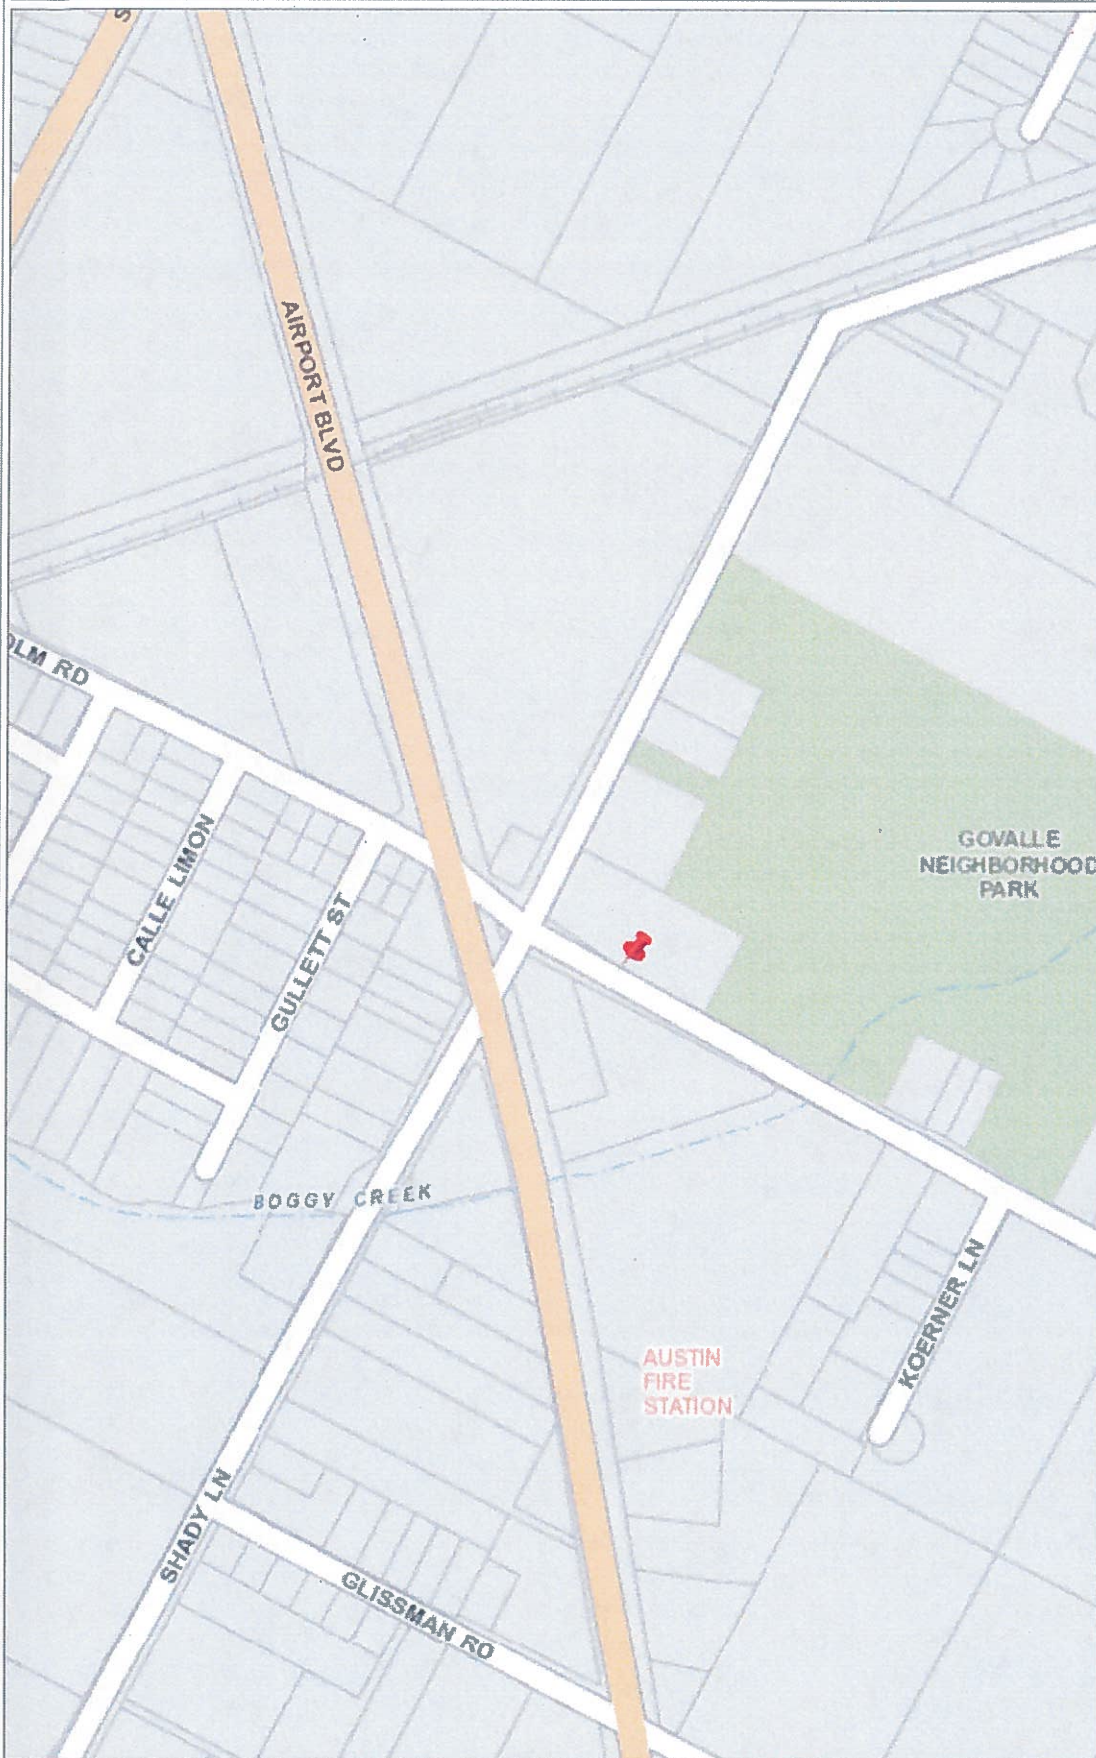 S
AIRPORT BLVD
OLM RD
GOVALLE
NEIGHBORHOOD
PARK
CALLE LIMON
GULLETT ST
BOGGY CREEK
KOERNER LN
AUSTIN
FIRE
STATION
SHADY LN
GLISSMAN RD